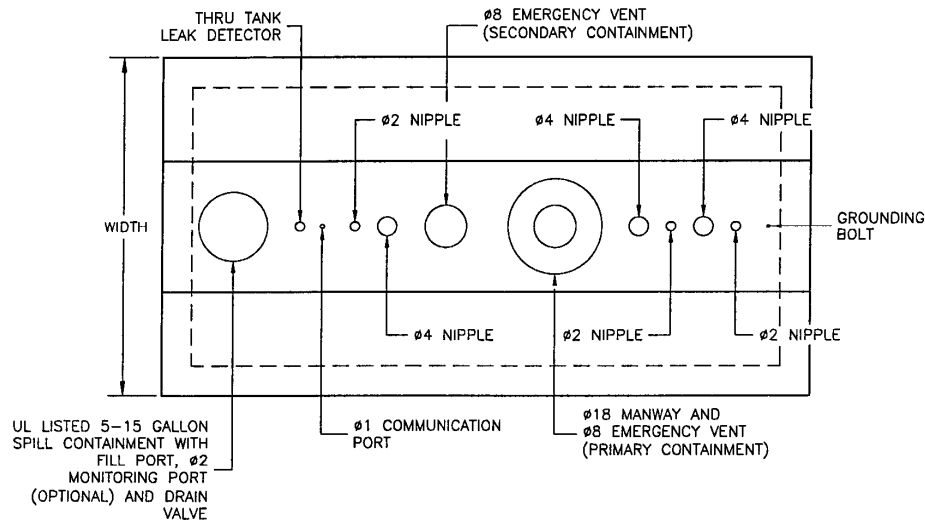 THRU TANK
LEAK DETECTOR
ø8 EMERGENCY VENT
(SECONDARY CONTAINMENT)
ø2 NIPPLE
ø4 NIPPLE
ø4 NIPPLE
WIDTH
GROUNDING
BOLT
ø4 NIPPLE
ø2 NIPPLE
ø2 NIPPLE
UL LISTED 5-15 GALLON
SPILL CONTAINMENT WITH
FILL PORT, ø2
MONITORING PORT
(OPTIONAL) AND DRAIN
VALVE
ø1 COMMUNICATION
PORT
ø18 MANWAY AND
ø8 EMERGENCY VENT
(PRIMARY CONTAINMENT)